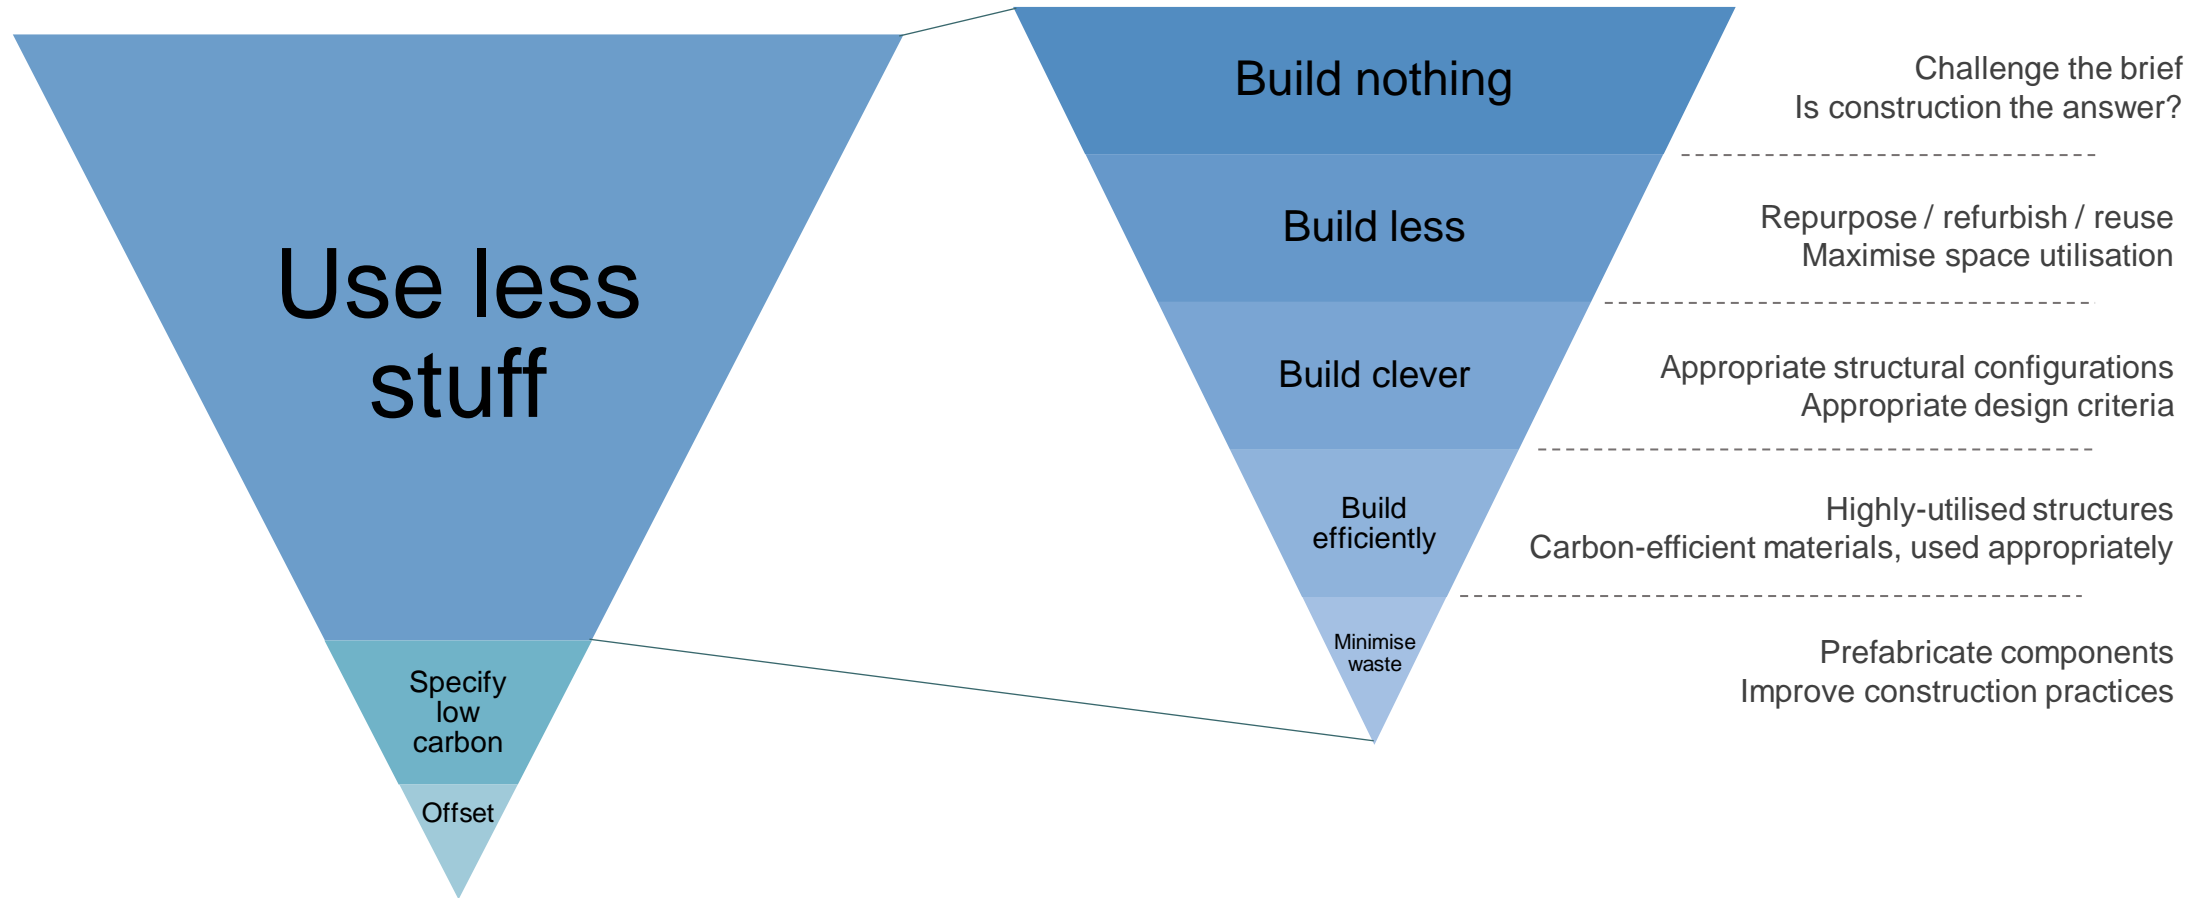 Use less
stuff
Specify
low
carbon
Offset
Build nothing
Challenge the brief
Is construction the answer?
Build less
Repurpose / refurbish / reuse
Maximise space utilisation
Build clever
Appropriate structural configurations
Appropriate design criteria
Build
efficiently
Highly-utilised structures
Carbon-efficient materials, used appropriately
Minimise
waste
Prefabricate components
Improve construction practices